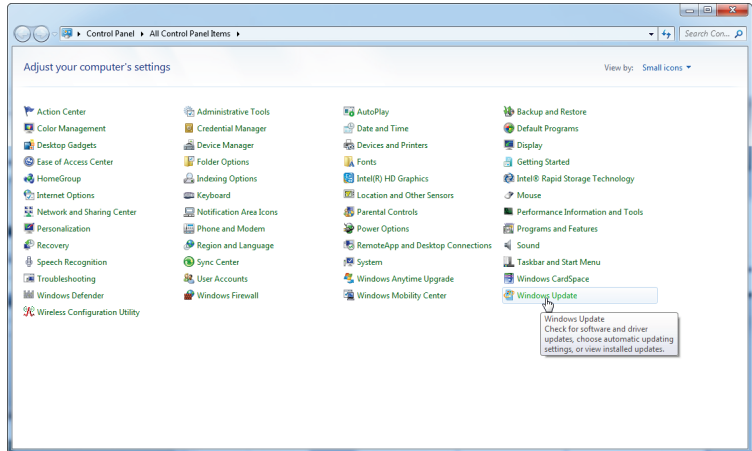 Control Panel ▸ All Control Panel Items ▸
Search Con...
Adjust your computer's settings
View by: Small icons
Action Center
Administrative Tools
AutoPlay
Backup and Restore
Color Management
Credential Manager
Date and Time
Default Programs
Desktop Gadgets
Device Manager
Devices and Printers
Display
Ease of Access Center
Folder Options
Fonts
Getting Started
HomeGroup
Indexing Options
Intel(R) HD Graphics
Intel® Rapid Storage Technology
Internet Options
Keyboard
Location and Other Sensors
Mouse
Network and Sharing Center
Notification Area Icons
Parental Controls
Performance Information and Tools
Personalization
Phone and Modem
Power Options
Programs and Features
Recovery
Region and Language
RemoteApp and Desktop Connections
Sound
Speech Recognition
Sync Center
System
Taskbar and Start Menu
Troubleshooting
User Accounts
Windows Anytime Upgrade
Windows CardSpace
Windows Defender
Windows Firewall
Windows Mobility Center
Windows Update
Wireless Configuration Utility
Windows Update
Check for software and driver
updates, choose automatic updating
settings, or view installed updates.